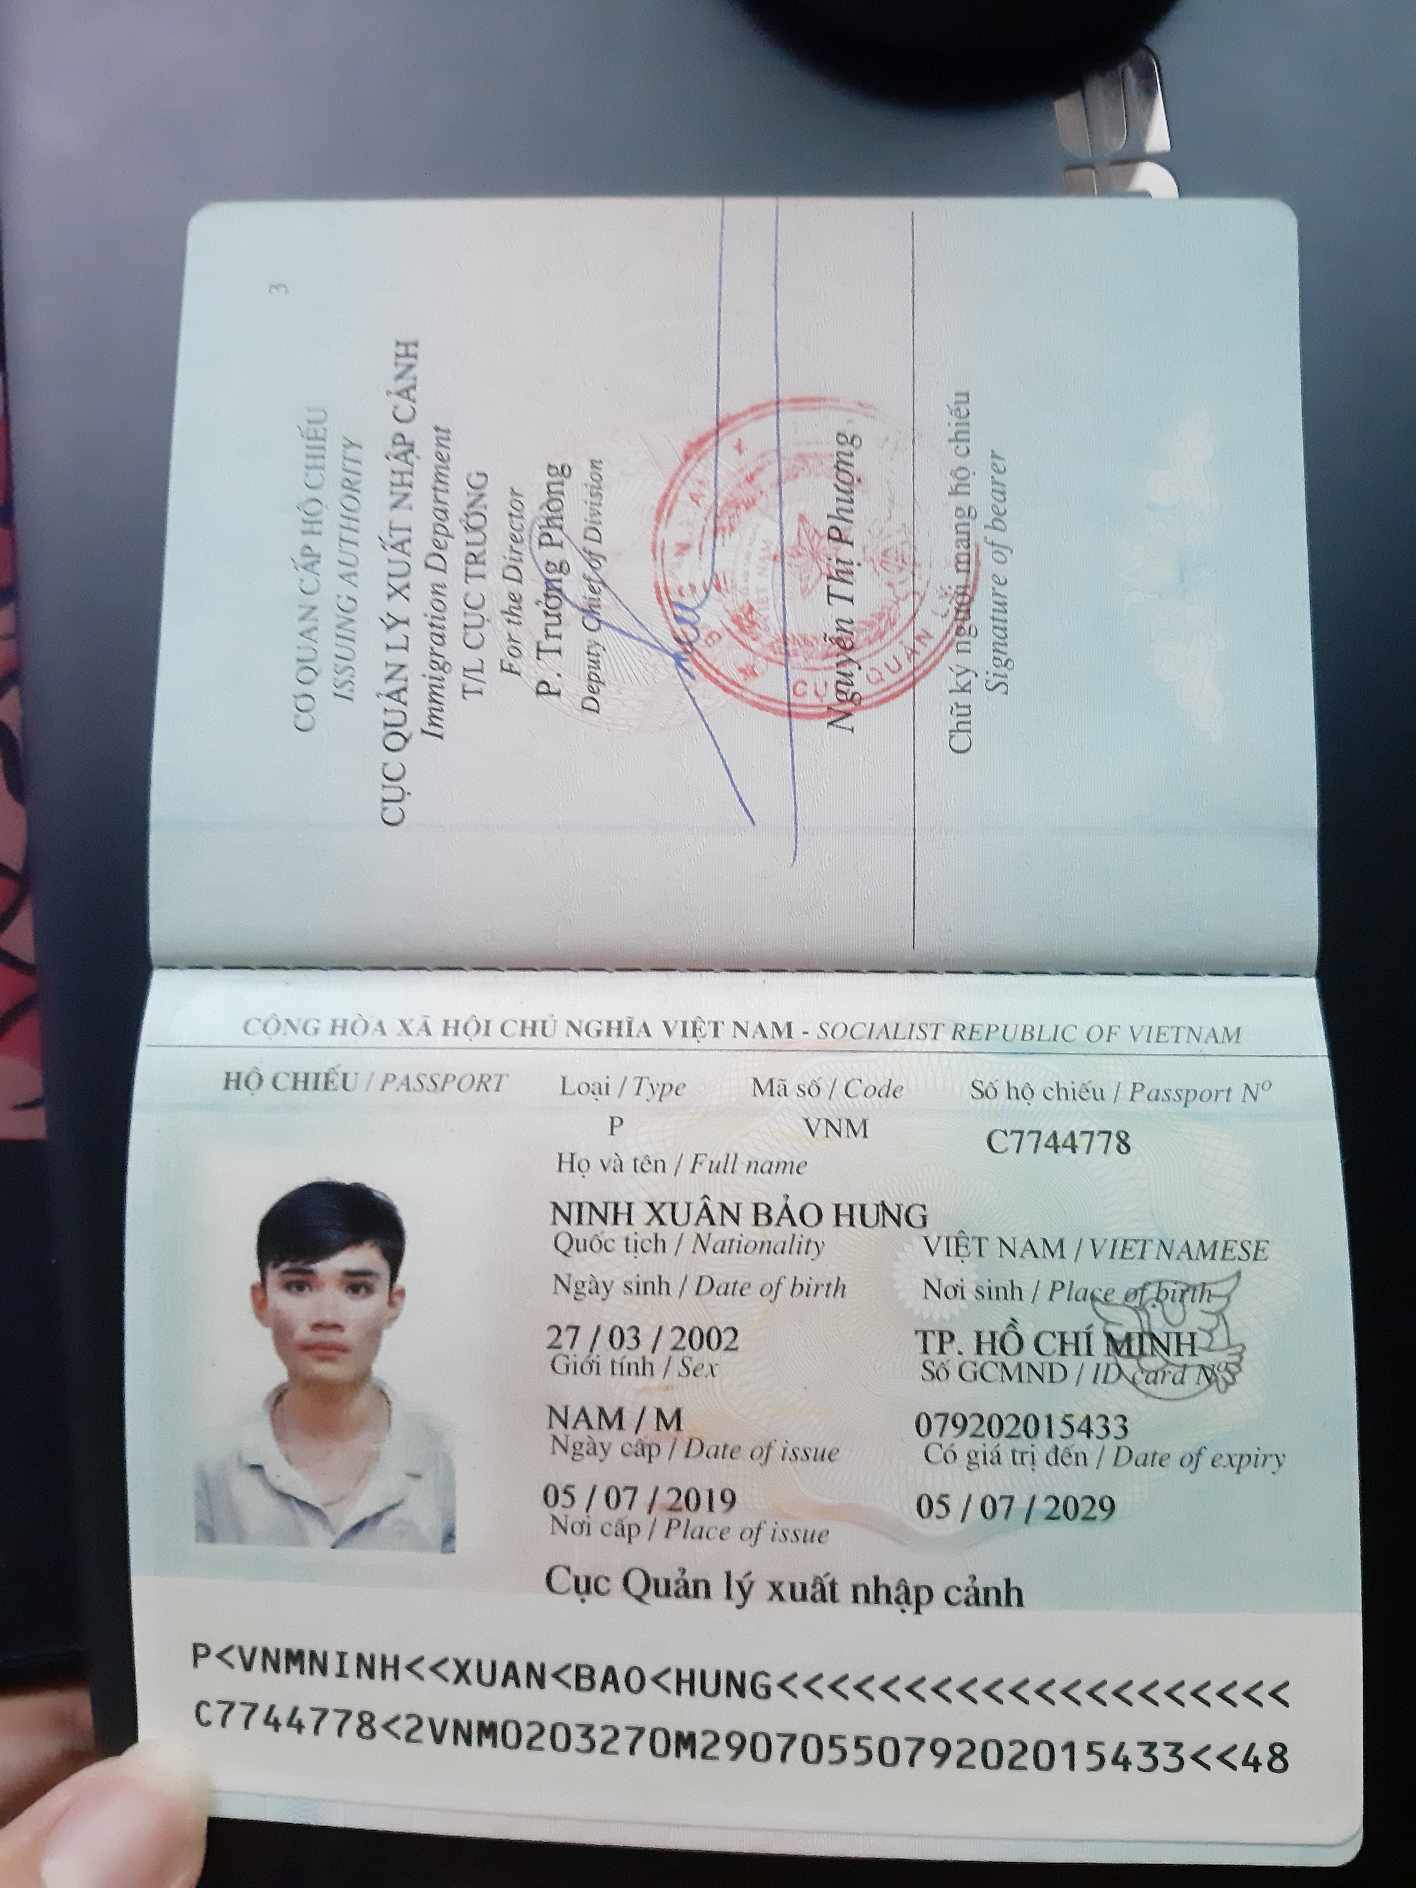 3
CƠ QUAN CẤP HỘ CHIẾU
ISSUING AUTHORITY
CỤC QUẢN LÝ XUẤT NHẬP CẢNH
Immigration Department
T/L CỤC TRƯỞNG
For the Director
P. Trưởng Phòng
Deputy Chief of Division
Nguyễn Thị Phượng
Chữ ký người mang hộ chiếu
Signature of bearer
CỘNG HÒA XÃ HỘI CHỦ NGHĨA VIỆT NAM - SOCIALIST REPUBLIC OF VIETNAM
HỘ CHIẾU / PASSPORT Loại / Type Mã số / Code Số hộ chiếu / Passport Nº
P VNM C7744778
Họ và tên / Full name
NINH XUÂN BẢO HƯNG
Quốc tịch / Nationality VIỆT NAM / VIETNAMESE
Ngày sinh / Date of birth Nơi sinh / Place of birth
27 / 03 / 2002 TP. HỒ CHÍ MINH
Giới tính / Sex Số GCMND / ID card Nº
NAM / M 079202015433
Ngày cấp / Date of issue Có giá trị đến / Date of expiry
05 / 07 / 2019 05 / 07 / 2029
Nơi cấp / Place of issue
Cục Quản lý xuất nhập cảnh
P<VNMNINH<<XUAN<BAO<HUNG<<<<<<<<<<<<<<<<<<<<
C7744778<2VNM0203270M2907055079202015433<<48